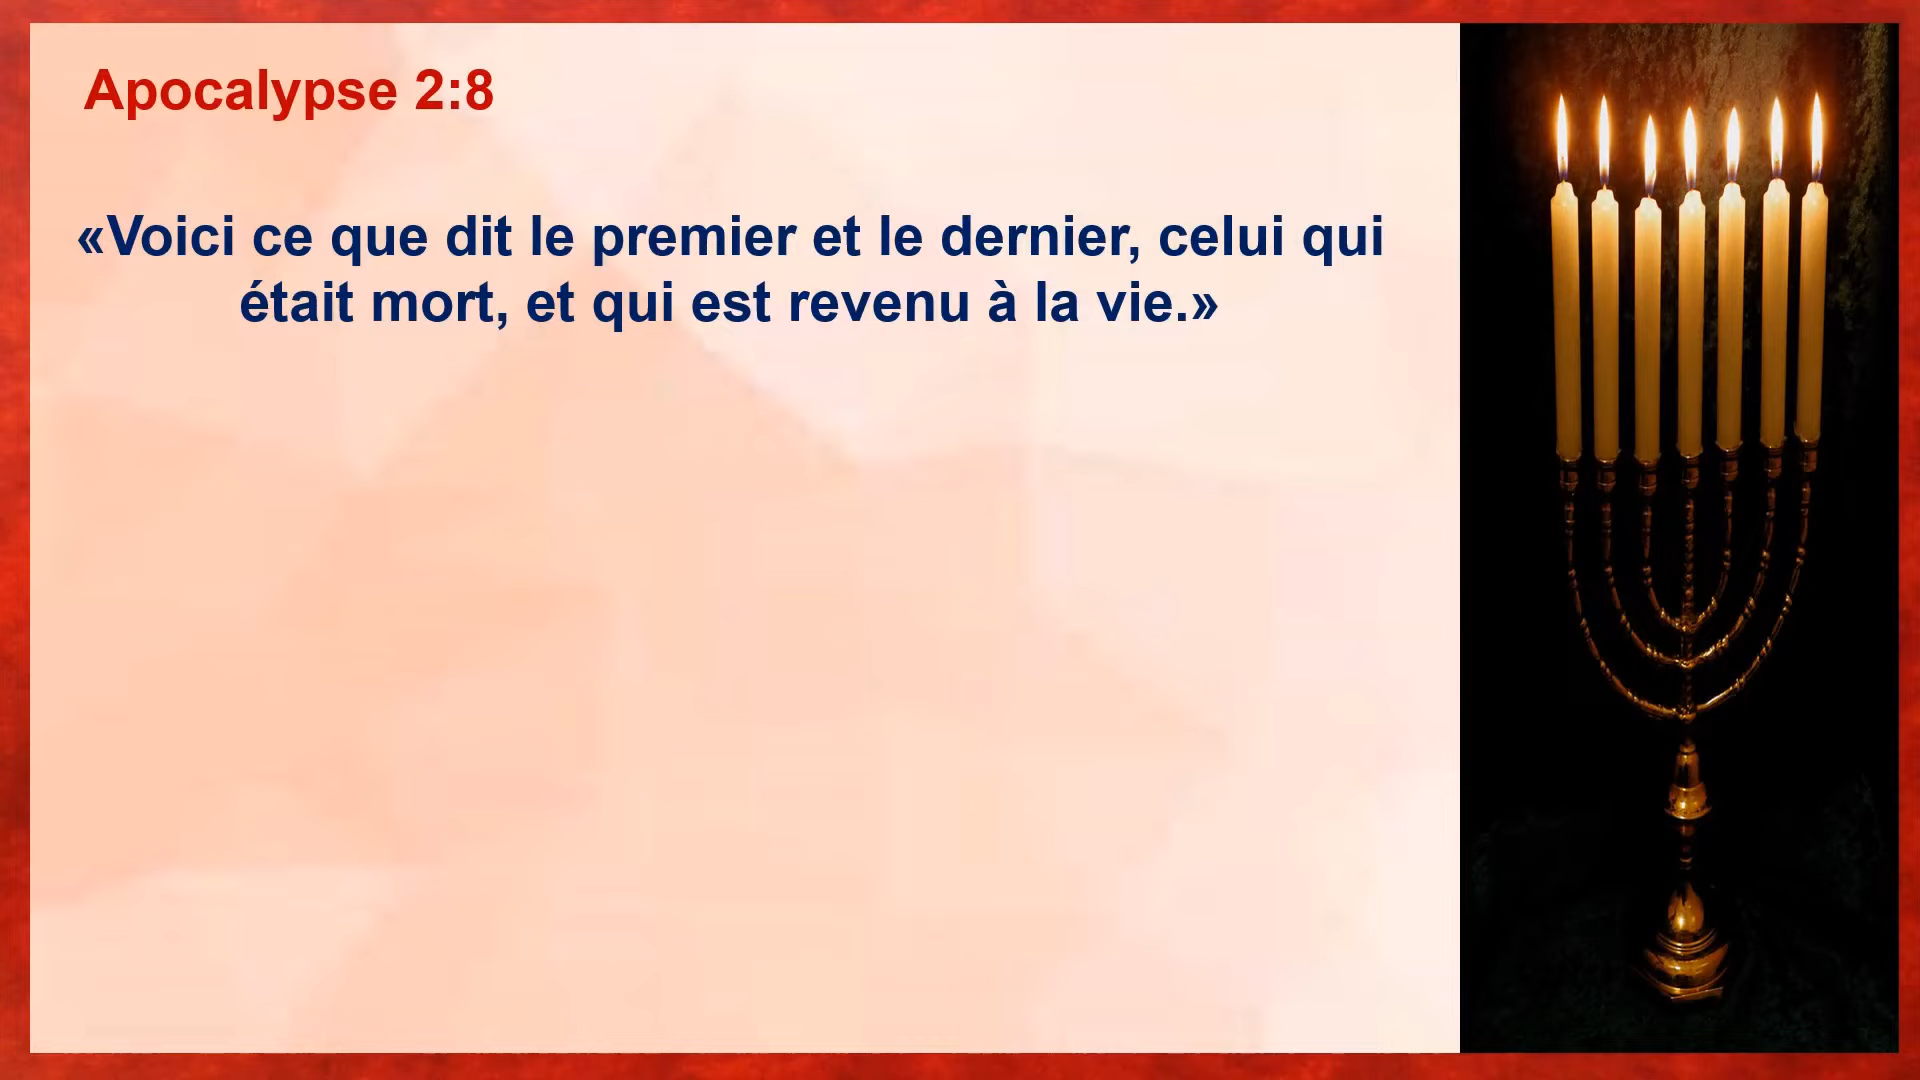 Apocalypse 2:8
«Voici ce que dit le premier et le dernier, celui qui
était mort, et qui est revenu à la vie.»